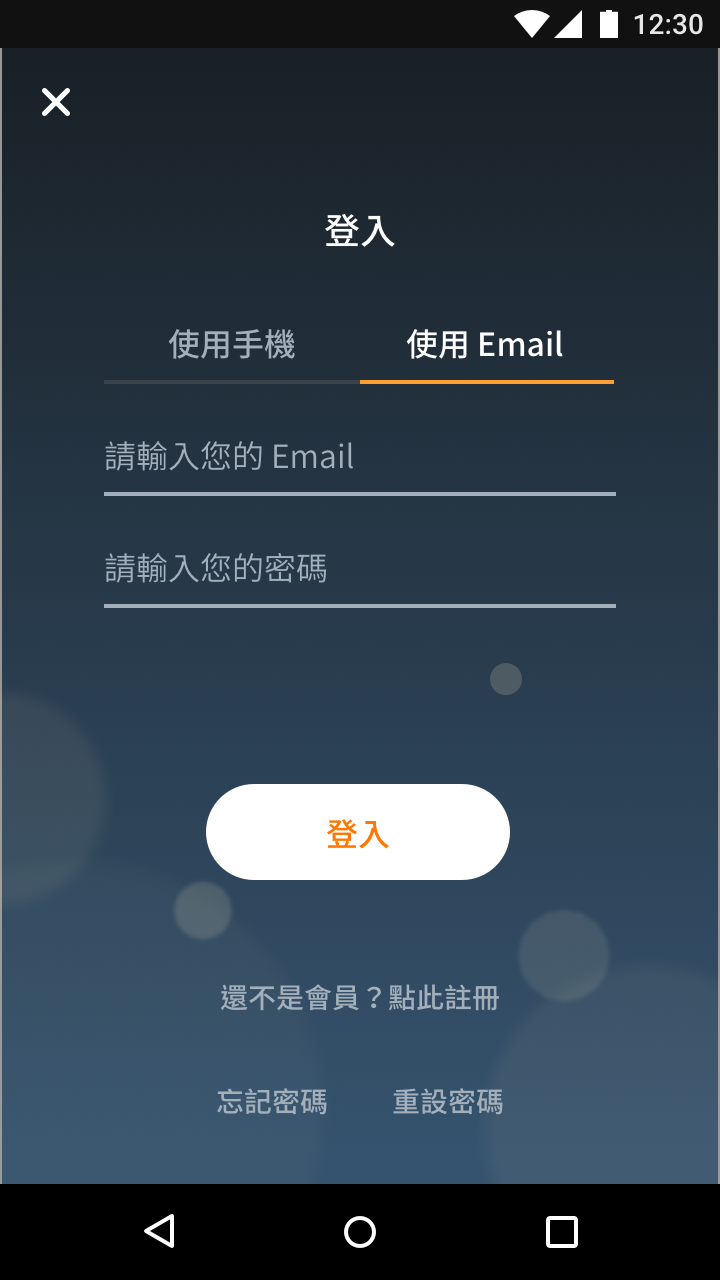 12:30
登入
使用手機 使用 Email
請輸入您的 Email
請輸入您的密碼
登入
還不是會員？點此註冊
忘記密碼 重設密碼